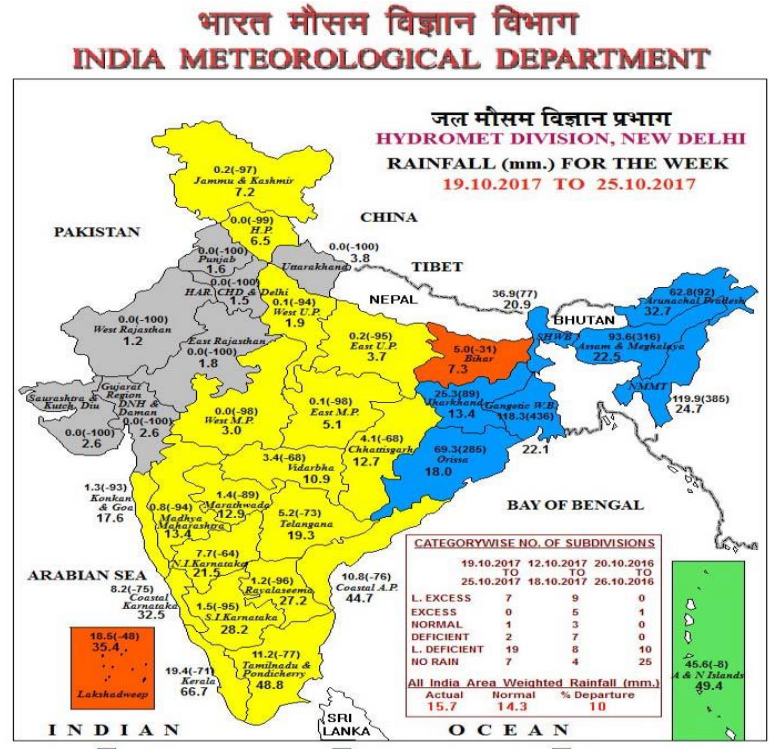 भारत मौसम विज्ञान विभाग
INDIA METEOROLOGICAL DEPARTMENT
जल मौसम विज्ञान प्रभाग
HYDROMET DIVISION, NEW DELHI
RAINFALL (mm.) FOR THE WEEK
19.10.2017 TO 25.10.2017
0.2(-97)
Jammu & Kashmir
7.2
CHINA
0.0(-99)
H.P.
6.5
PAKISTAN
0.0(-100)
Punjab
1.6
0.0(-100)
Uttarakhand
3.8
TIBET
0.0(-100)
HAR. CHD & Delhi
1.5
NEPAL
0.1(-94)
West U.P.
1.9
36.9(77)
20.9
SHWB
BHUTAN
62.8(92)
Arunachal Pradesh
32.7
0.0(-100)
West Rajasthan
1.2
East Rajasthan
0.0(-100)
1.8
0.2(-95)
East U.P.
3.7
5.0(-31)
Bihar
7.3
93.6(316)
Assam & Meghalaya
22.5
NMMT
119.9(385)
24.7
Saurashtra &
Kutch, Diu
0.0(-100)
2.6
Gujarat
Region
DNH &
Daman
0.0(-100)
2.6
0.0(-98)
West M.P.
3.0
0.1(-98)
East M.P.
5.1
25.3(89)
Jharkhand
13.4
Gangetic W.B.
118.3(436)
22.1
4.1(-68)
Chhattisgarh
12.7
69.3(285)
Orissa
18.0
3.4(-68)
Vidarbha
10.9
1.3(-93)
Konkan
& Goa
17.6
0.8(-94)
Madhya
Maharashtra
13.4
1.4(-89)
Marathwada
12.9
5.2(-73)
Telangana
19.3
BAY OF BENGAL
7.7(-64)
N.I.Karnataka
21.5
ARABIAN SEA
8.2(-75)
Coastal
Karnataka
32.5
1.2(-96)
Rayalaseema
27.2
10.8(-76)
Coastal A.P.
44.7
1.5(-95)
S.I.Karnataka
28.2
18.5(-48)
35.4
Lakshadweep
19.4(-71)
Kerala
66.7
11.2(-77)
Tamilnadu &
Pondicherry
48.8
CATEGORYWISE NO. OF SUBDIVISIONS
19.10.2017 12.10.2017 20.10.2016
TO TO TO
25.10.2017 18.10.2017 26.10.2016
L. EXCESS 7 9 0
EXCESS 0 5 1
NORMAL 1 3 0
DEFICIENT 2 7 0
L. DEFICIENT 19 8 10
NO RAIN 7 4 25
All India Area Weighted Rainfall (mm.)
Actual Normal % Departure
15.7 14.3 10
45.6(-8)
A & N Islands
49.4
SRI
LANKA
INDIAN OCEAN